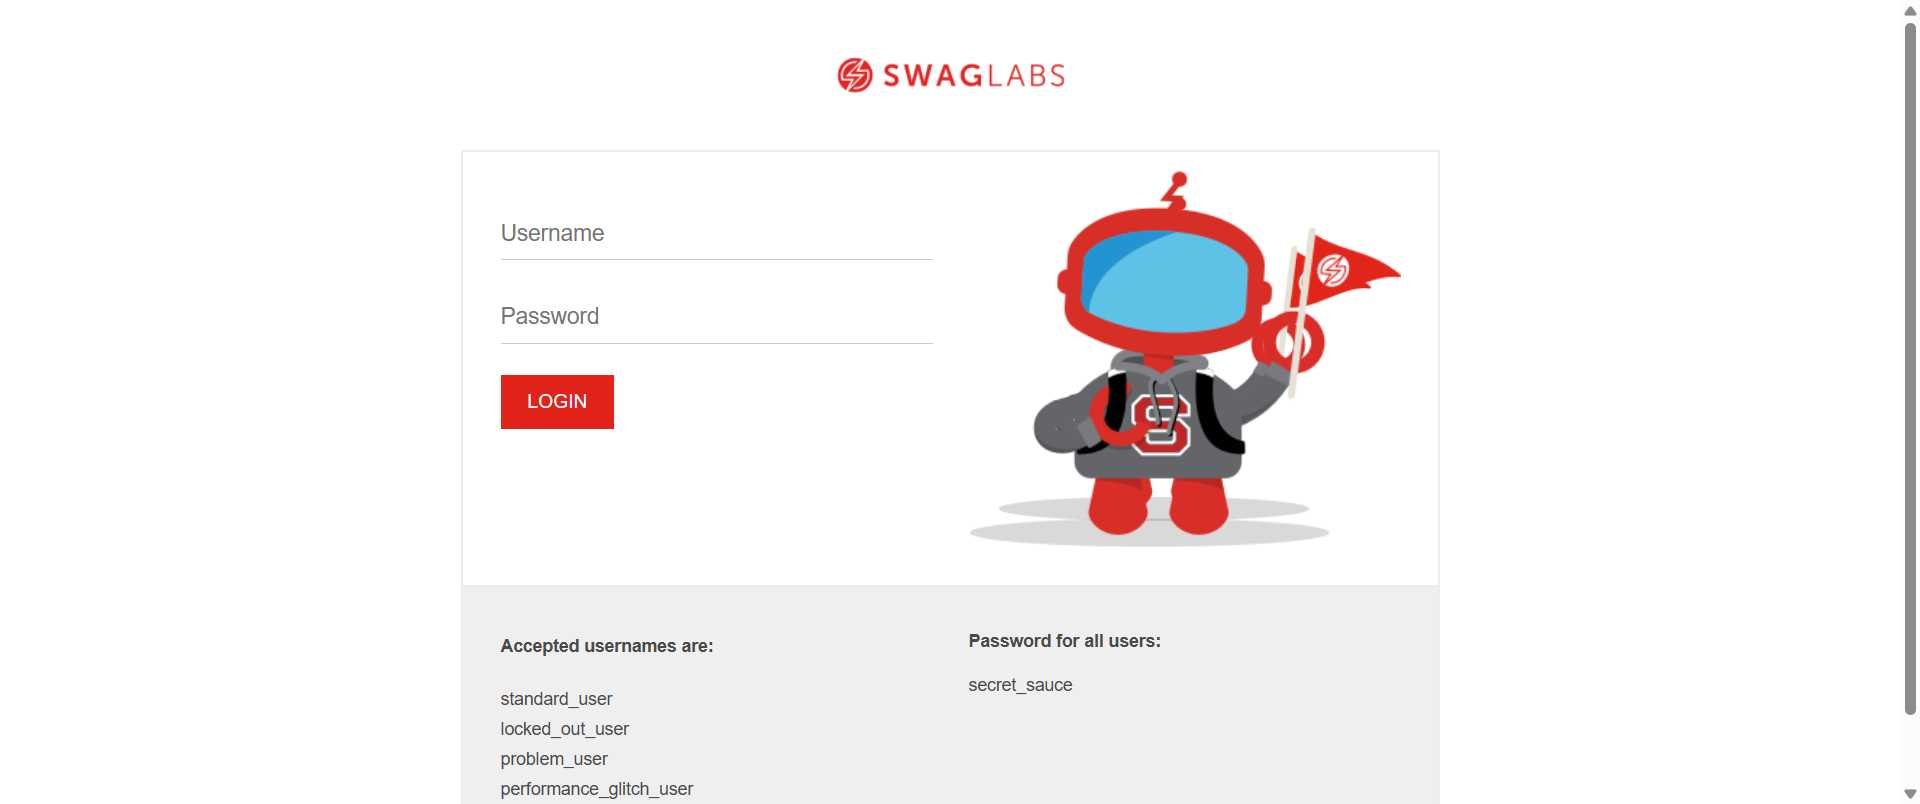 SWAGLABS
Username
Password
LOGIN
S
Accepted usernames are:
standard_user
locked_out_user
problem_user
performance_glitch_user
Password for all users:
secret_sauce